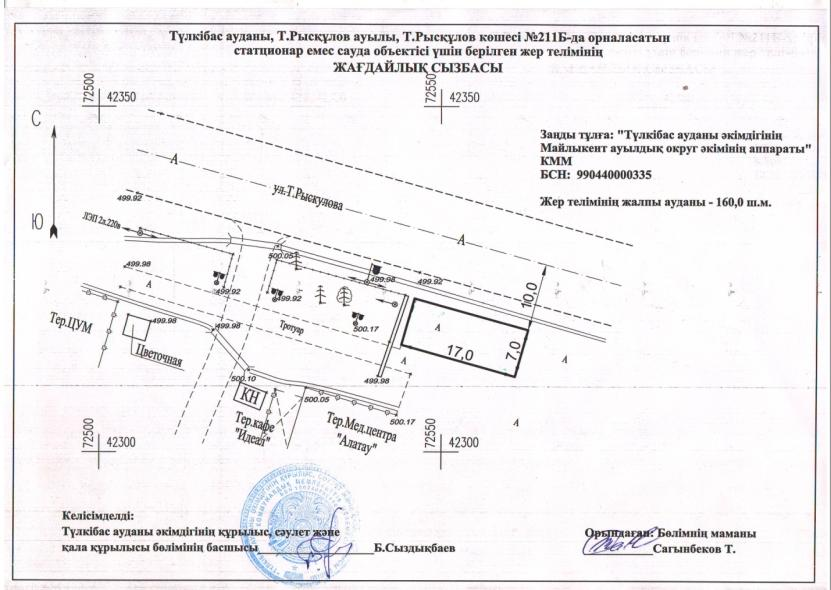 Түлкібас ауданы, Т.Рысқұлов ауылы, Т.Рысқұлов көшесі №211Б-да орналасатын
статционар емес сауда объектісі үшін берілген жер телімінің
ЖАҒДАЙЛЫҚ СЫЗБАСЫ
72500
42350
72550
42350
С
Ю
Заңды тұлға: "Түлкібас ауданы әкімдігінің
Майлыкент ауылдық округ әкімінің аппараты"
КММ
БСН: 990440000335
Жер телімінің жалпы ауданы - 160,0 ш.м.
А
ул.Т.Рыскулова
А
499.92
ЛЭП 2л.220в
500.05
499.98
499.98
499.92
10,0
А
499.92
499.92
Тер.ЦУМ
499.98
499.98
Тротуар
500.17
А
17,0
7,0
А
А
Цветочная
500.10
499.98
КН
500.05
500.17
Тер.кафе
"Идеал"
Тер.Мед.центра
"Алатау"
А
72500
42300
72550
42300
Келісімделді:
Түлкібас ауданы әкімдігінің құрылыс, сәулет және
қала құрылысы бөлімінің басшысы Б.Сыздықбаев
Орындаған: Бөлімнің маманы
Сагынбеков Т.